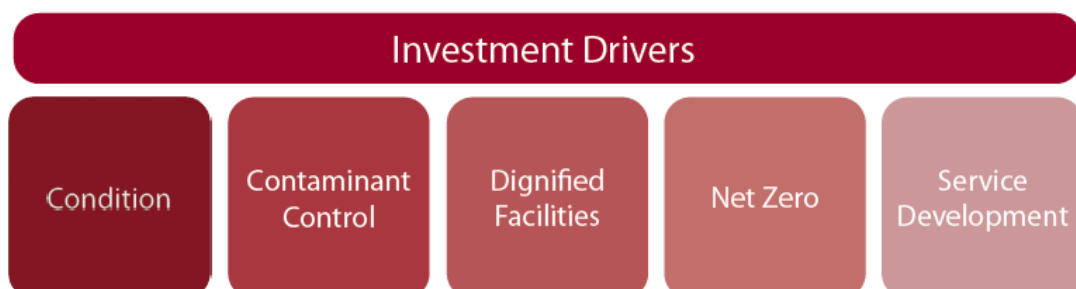 Investment Drivers
Condition
Contaminant
Control
Dignified
Facilities
Net Zero
Service
Development